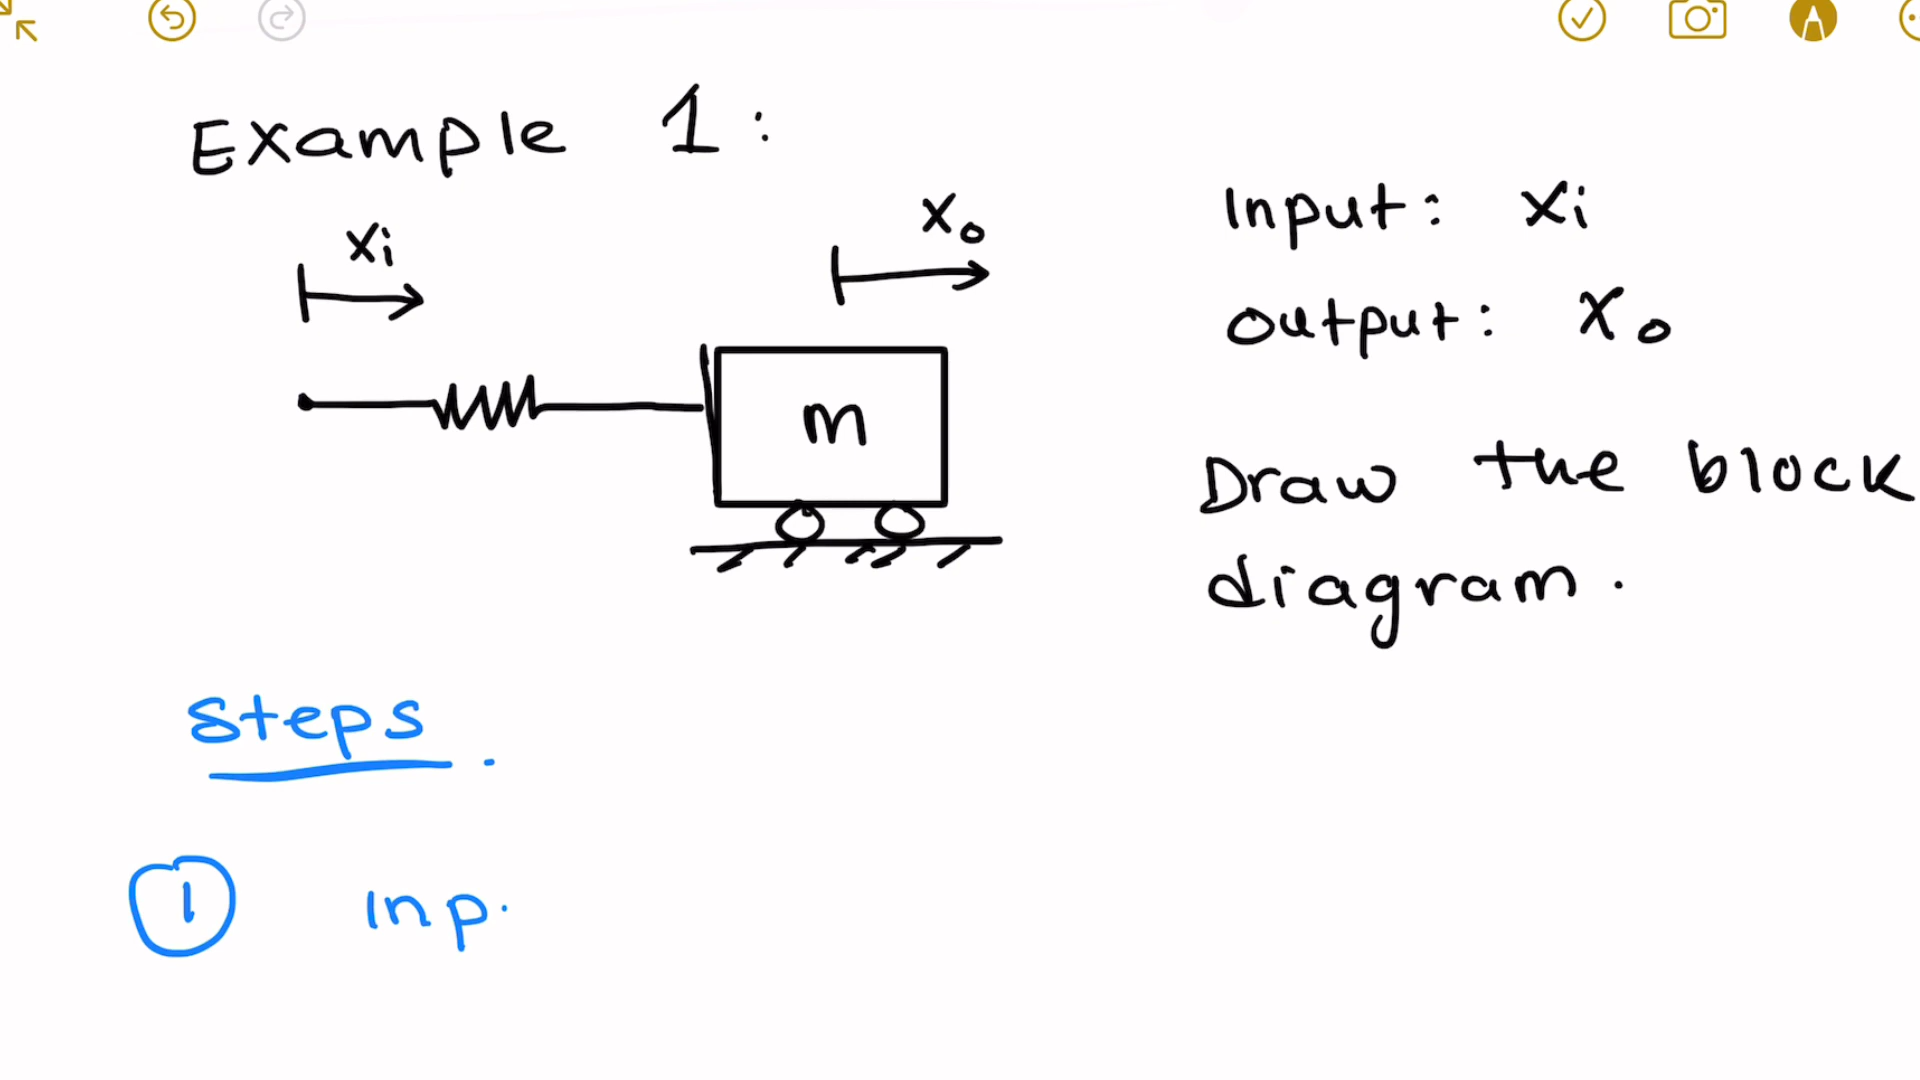 Example 1:
xi
xo
m
Input: xi
output: xo
Draw the block
diagram.
steps.
1 inp.